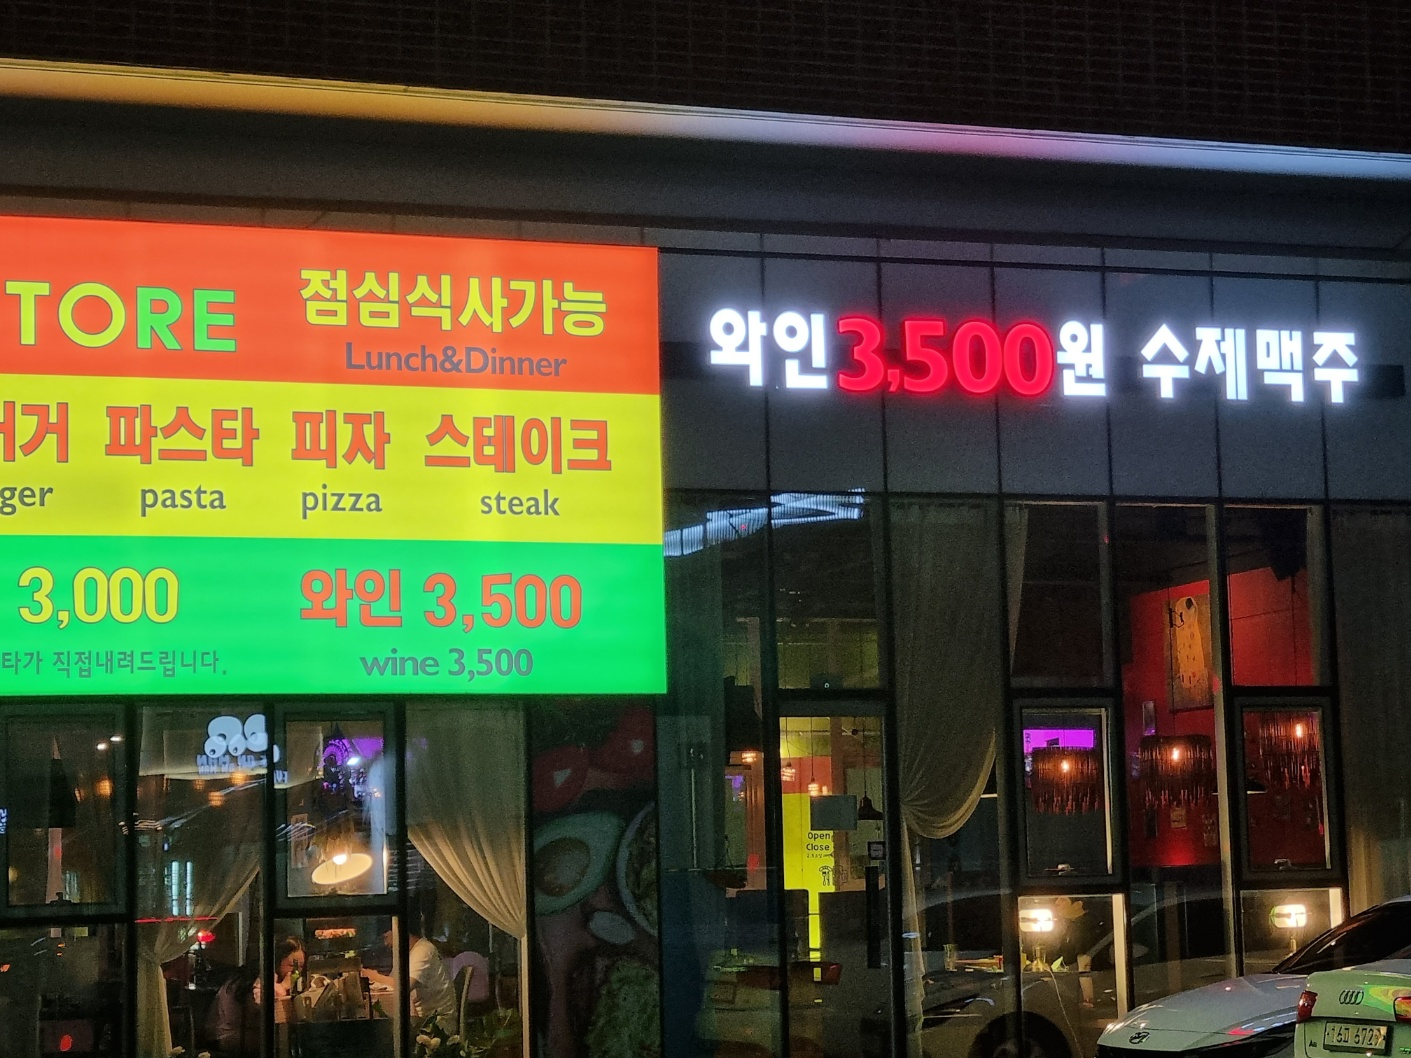 TORE
점심식사가능
Lunch&Dinner
거 파스타 피자 스테이크
ger pasta pizza steak
3,000 와인 3,500
wine 3,500
타가 직접내려드립니다.
와인3,500원 수제맥주
Open
Close